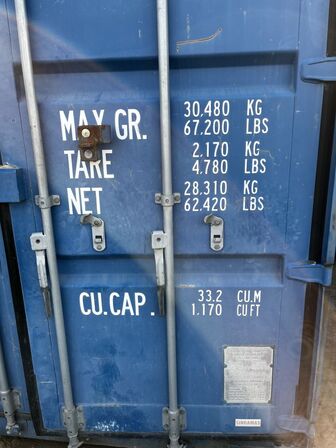 MAX GR. 30.480 KG
67.200 LBS
TARE 2.170 KG
4.780 LBS
NET 28.310 KG
62.420 LBS
CU.CAP. 33.2 CU.M
1.170 CU FT